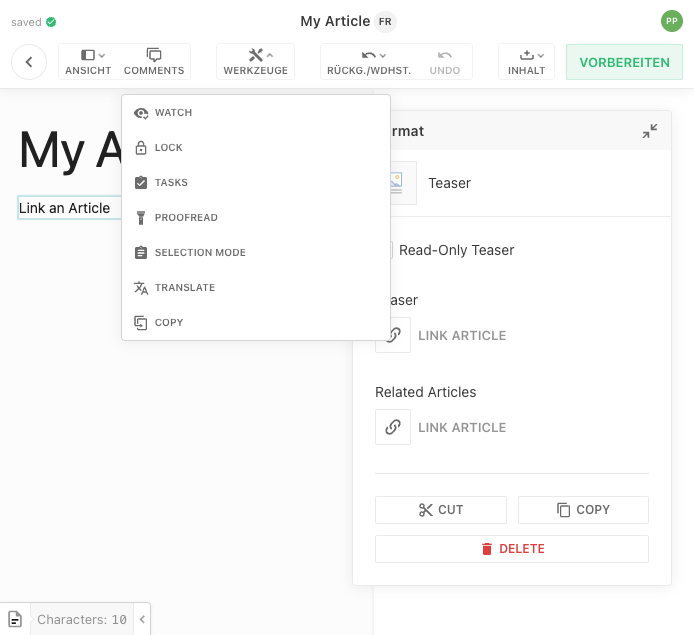 saved
My Article FR
PP
ANSICHT
COMMENTS
WERKZEUGE
RÜCKG./WDHST.
UNDO
INHALT
VORBEREITEN
My A
Link an Article
WATCH
LOCK
TASKS
PROOFREAD
SELECTION MODE
TRANSLATE
COPY
rmat
Teaser
Read-Only Teaser
aser
LINK ARTICLE
Related Articles
LINK ARTICLE
CUT
COPY
DELETE
Characters: 10